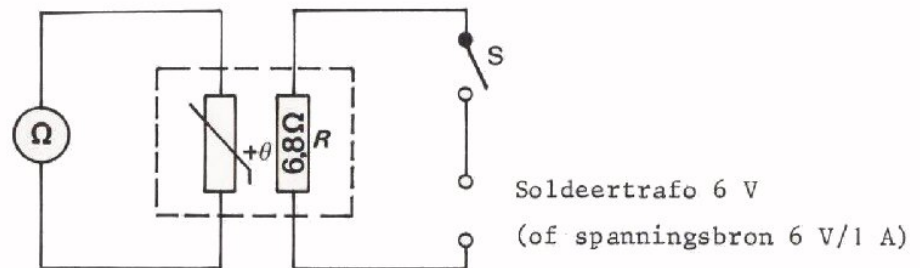 S
Ω
+θ
6,8Ω
R
Soldeertrafo 6 V
(of spanningsbron 6 V/1 A)